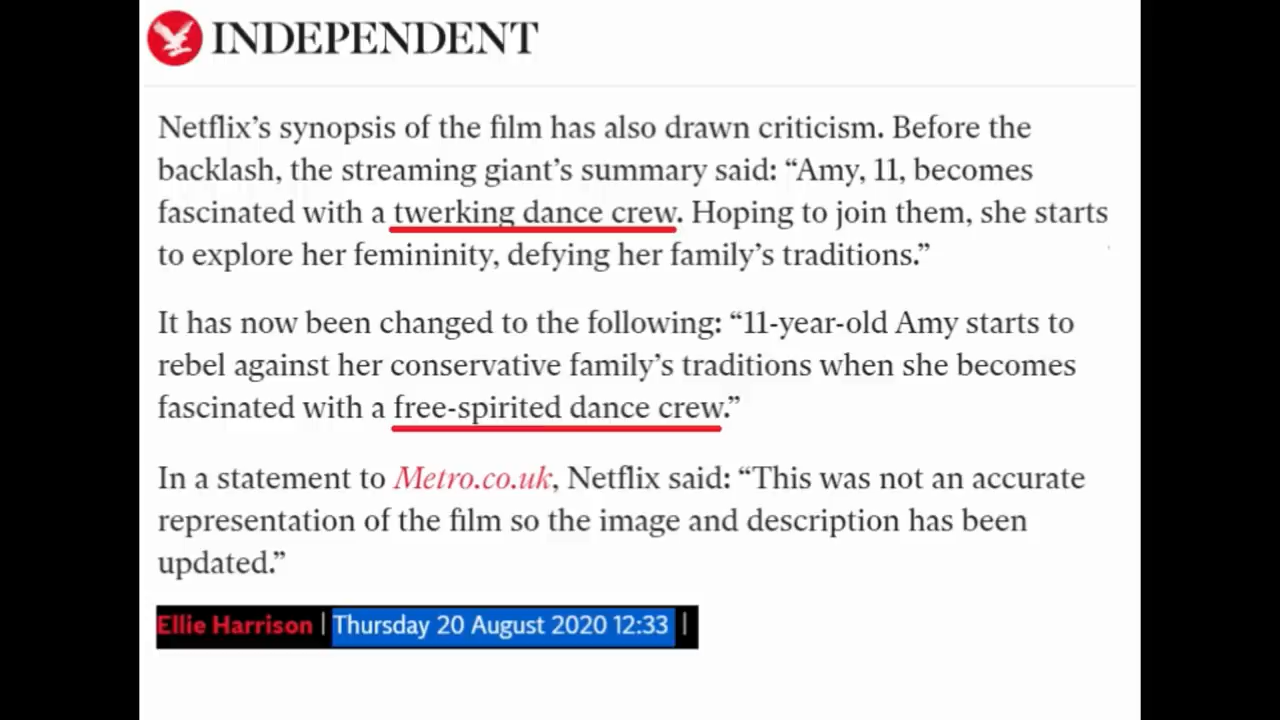 INDEPENDENT
Netflix’s synopsis of the film has also drawn criticism. Before the
backlash, the streaming giant’s summary said: “Amy, 11, becomes
fascinated with a twerking dance crew. Hoping to join them, she starts
to explore her femininity, defying her family’s traditions.”
It has now been changed to the following: “11-year-old Amy starts to
rebel against her conservative family’s traditions when she becomes
fascinated with a free-spirited dance crew.”
In a statement to Metro.co.uk, Netflix said: “This was not an accurate
representation of the film so the image and description has been
updated.”
Ellie Harrison | Thursday 20 August 2020 12:33 |